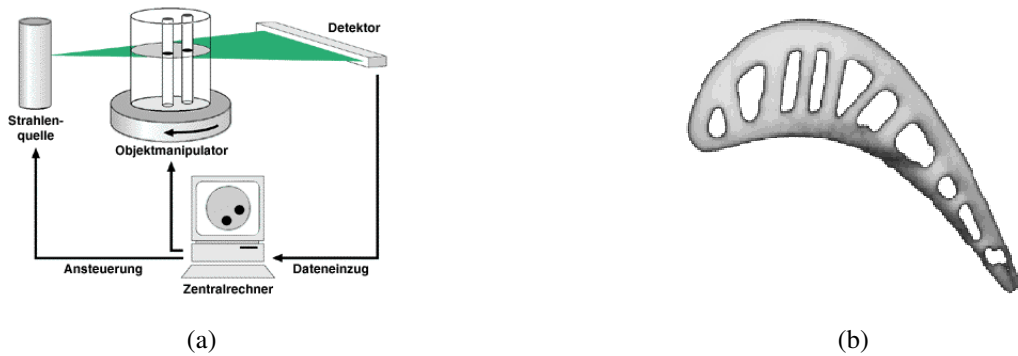 Detektor
Strahlen-
quelle
Objektmanipulator
Ansteuerung
Dateneinzug
Zentralrechner
(a)
(b)